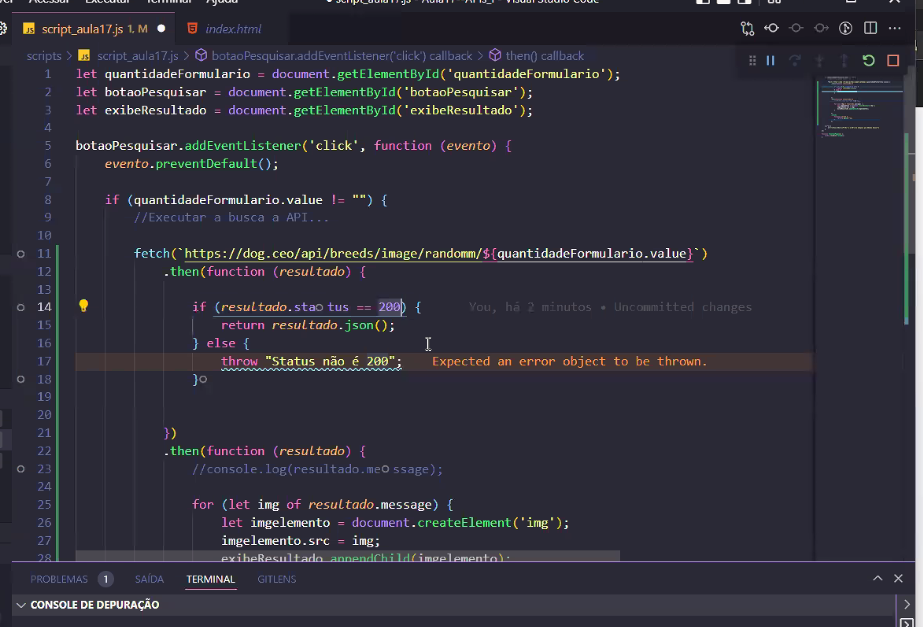 script_aula17.js 1, M
index.html
scripts > script_aula17.js > botaoPesquisar.addEventListener('click') callback > then() callback
1 let quantidadeFormulario = document.getElementById('quantidadeFormulario');
2 let botaoPesquisar = document.getElementById('botaoPesquisar');
3 let exibeResultado = document.getElementById('exibeResultado');
4
5 botaoPesquisar.addEventListener('click', function (evento) {
6 evento.preventDefault();
7
8 if (quantidadeFormulario.value != "") {
9 //Executar a busca a API...
10
11 fetch(`https://dog.ceo/api/breeds/image/randomm/${quantidadeFormulario.value}`)
12 .then(function (resultado) {
13
14 if (resultado.status == 200) { You, há 2 minutos • Uncommitted changes
15 return resultado.json();
16 } else {
17 throw "Status não é 200"; Expected an error object to be thrown.
18 }
19
20
21 })
22 .then(function (resultado) {
23 //console.log(resultado.message);
24
25 for (let img of resultado.message) {
26 let imgelemento = document.createElement('img');
27 imgelemento.src = img;
28 exibeResultado.appendChild(imgelemento);
PROBLEMAS 1 SAÍDA TERMINAL GITLENS
CONSOLE DE DEPURAÇÃO